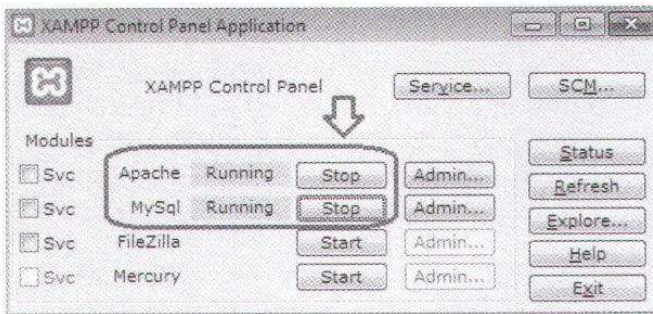 XAMPP Control Panel Application
XAMPP Control Panel Service... SCM...
Modules
Status
Svc Apache Running Stop Admin...
Refresh
Svc MySql Running Stop Admin...
Explore...
Svc FileZilla Start Admin...
Help
Svc Mercury Start Admin...
Exit